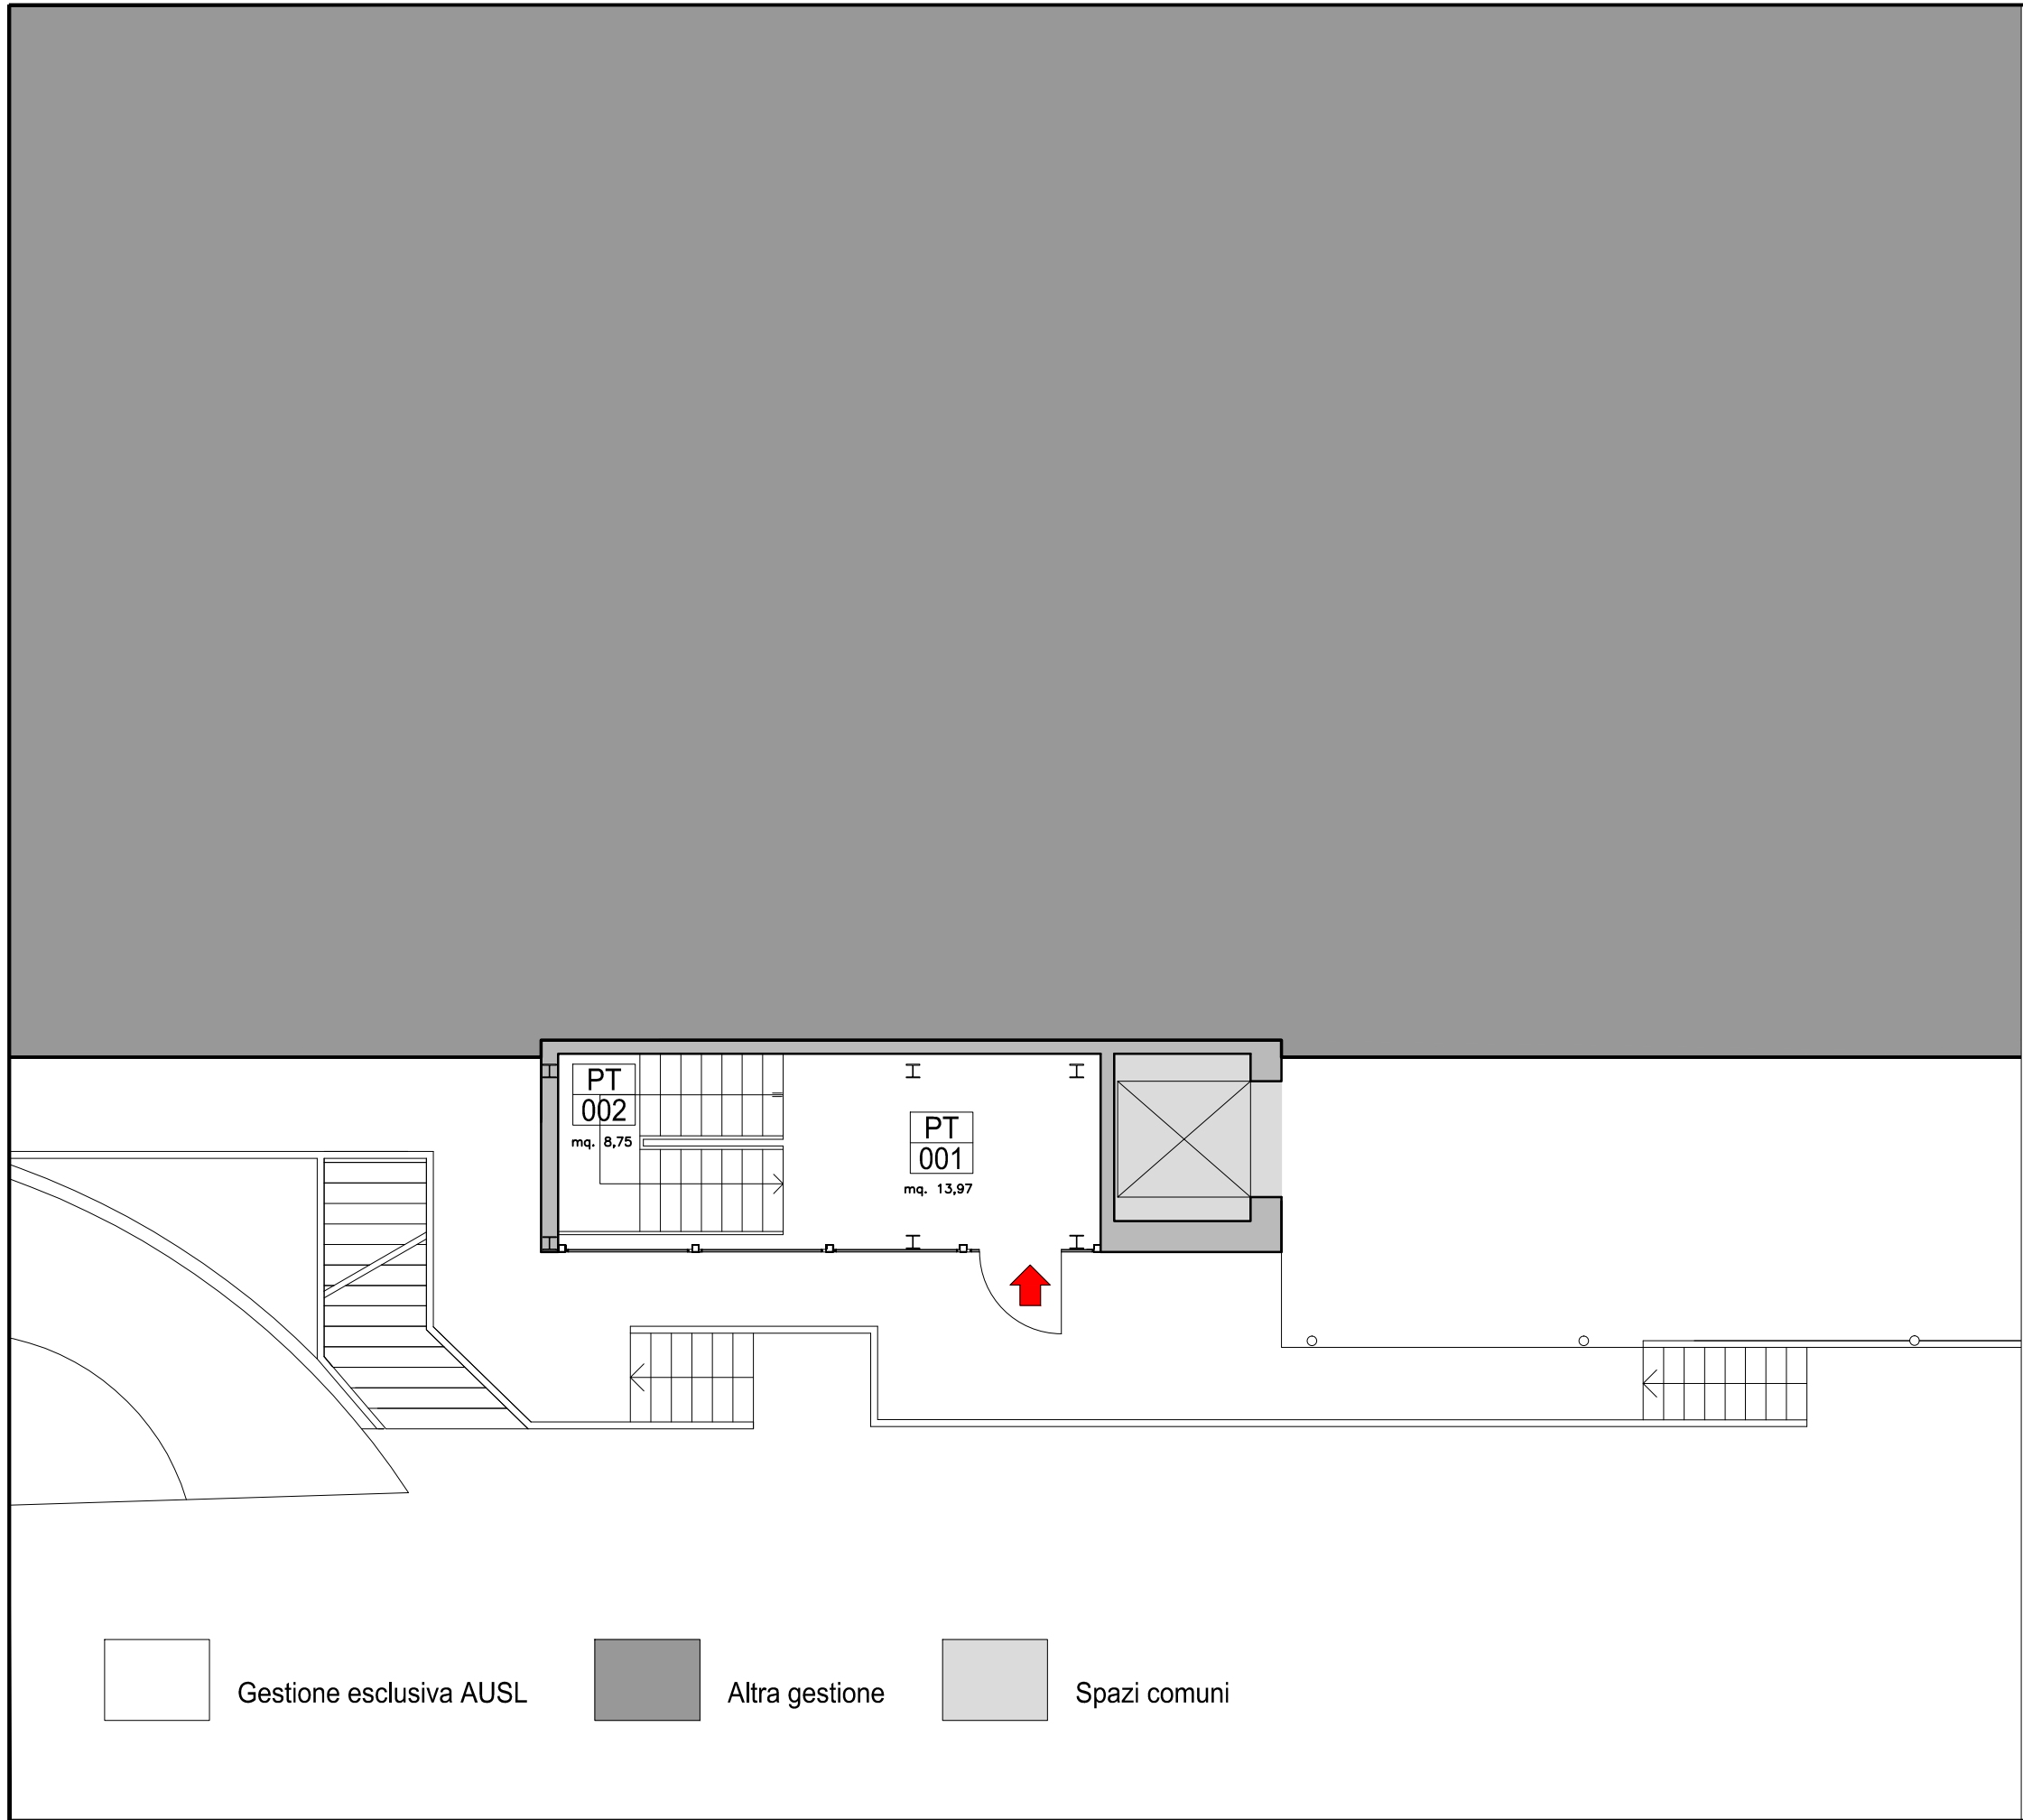 PT
002
mq. 8,75
PT
001
mq. 13,97
Gestione esclusiva AUSL
Altra gestione
Spazi comuni